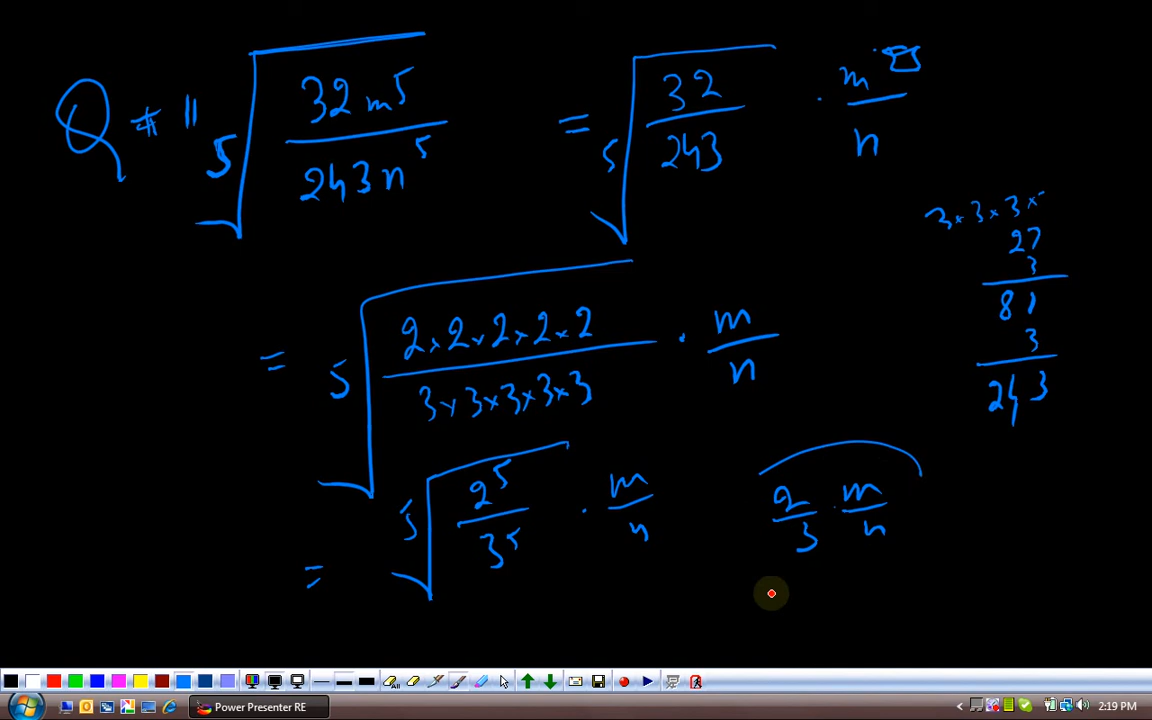 Q # 11 ⁵√(32m⁵ / 243n⁵) = ⁵√(32 / 243) · m / n
3 × 3 × 3 ×
27
3
81
3
243
= ⁵√(2 × 2 × 2 × 2 × 2 / 3 × 3 × 3 × 3 × 3) · m / n
= ⁵√(2⁵ / 3⁵) · m / n 2 / 3 · m / n
All
Power Presenter RE
2:19 PM